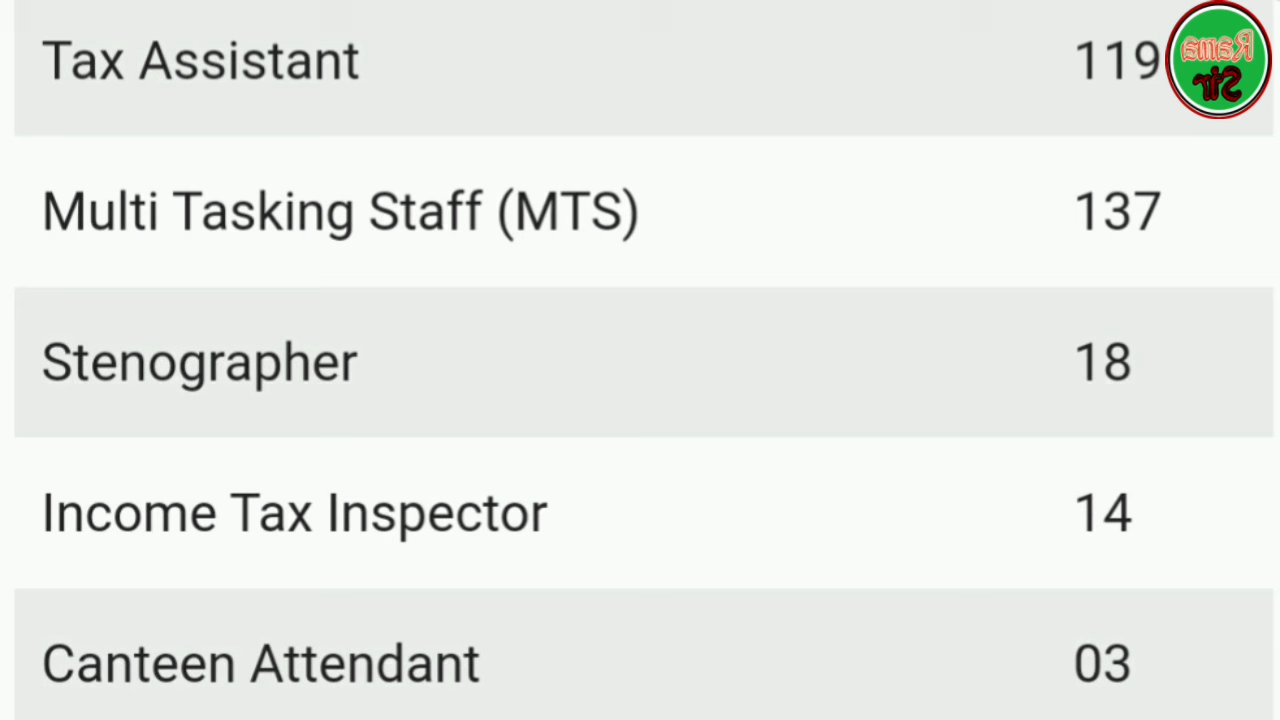 Tax Assistant 119
Multi Tasking Staff (MTS) 137
Stenographer 18
Income Tax Inspector 14
Canteen Attendant 03